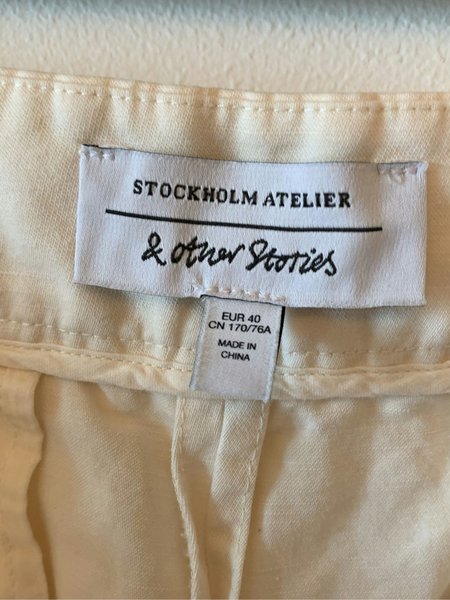 STOCKHOLM ATELIER
& other Stories
EUR 40
CN 170/76A
MADE IN
CHINA